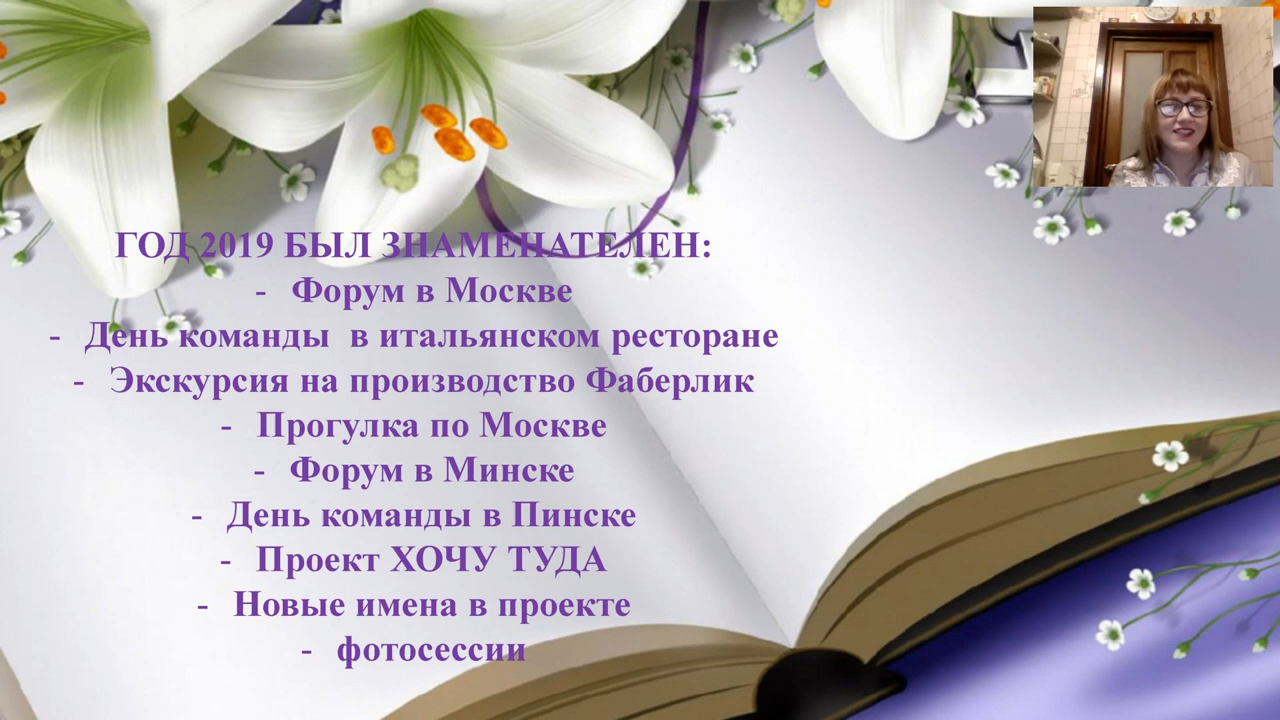 ГОД 2019 БЫЛ ЗНАМЕНАТЕЛЕН:
- Форум в Москве
- День команды в итальянском ресторане
- Экскурсия на производство Фаберлик
- Прогулка по Москве
- Форум в Минске
- День команды в Пинске
- Проект ХОЧУ ТУДА
- Новые имена в проекте
- фотосессии